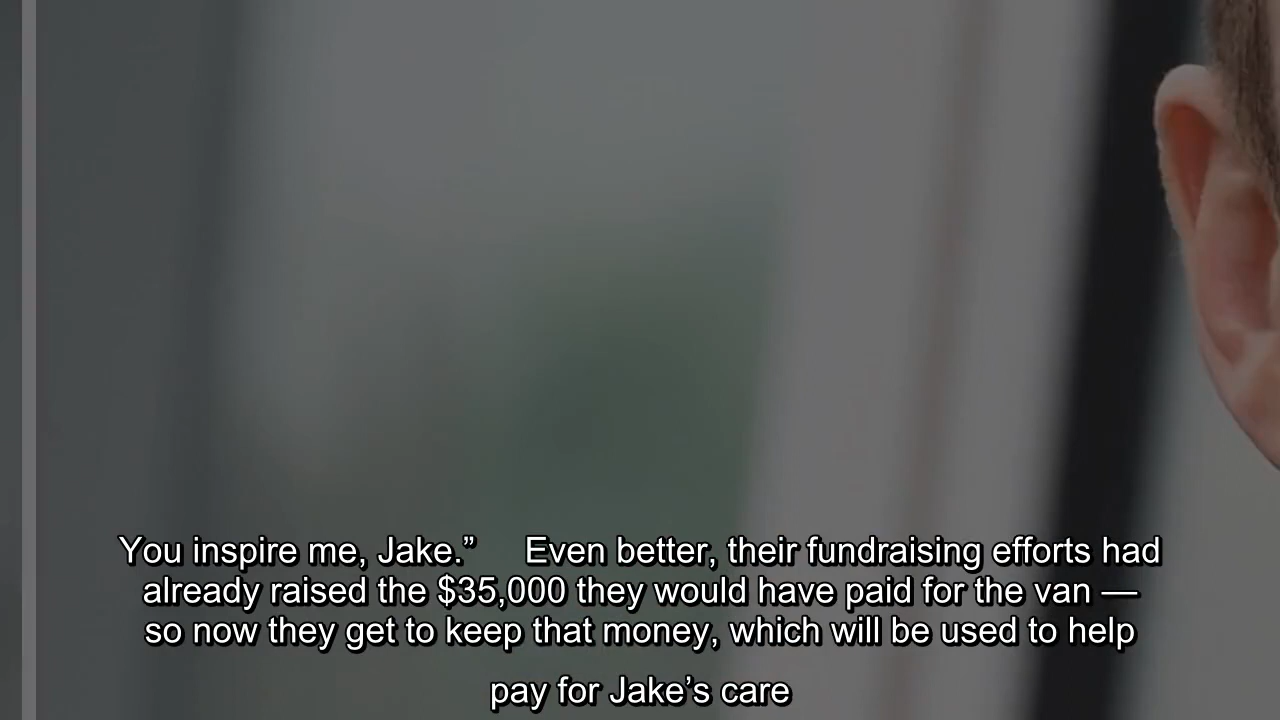 You inspire me, Jake.” Even better, their fundraising efforts had
already raised the $35,000 they would have paid for the van —
so now they get to keep that money, which will be used to help
pay for Jake’s care